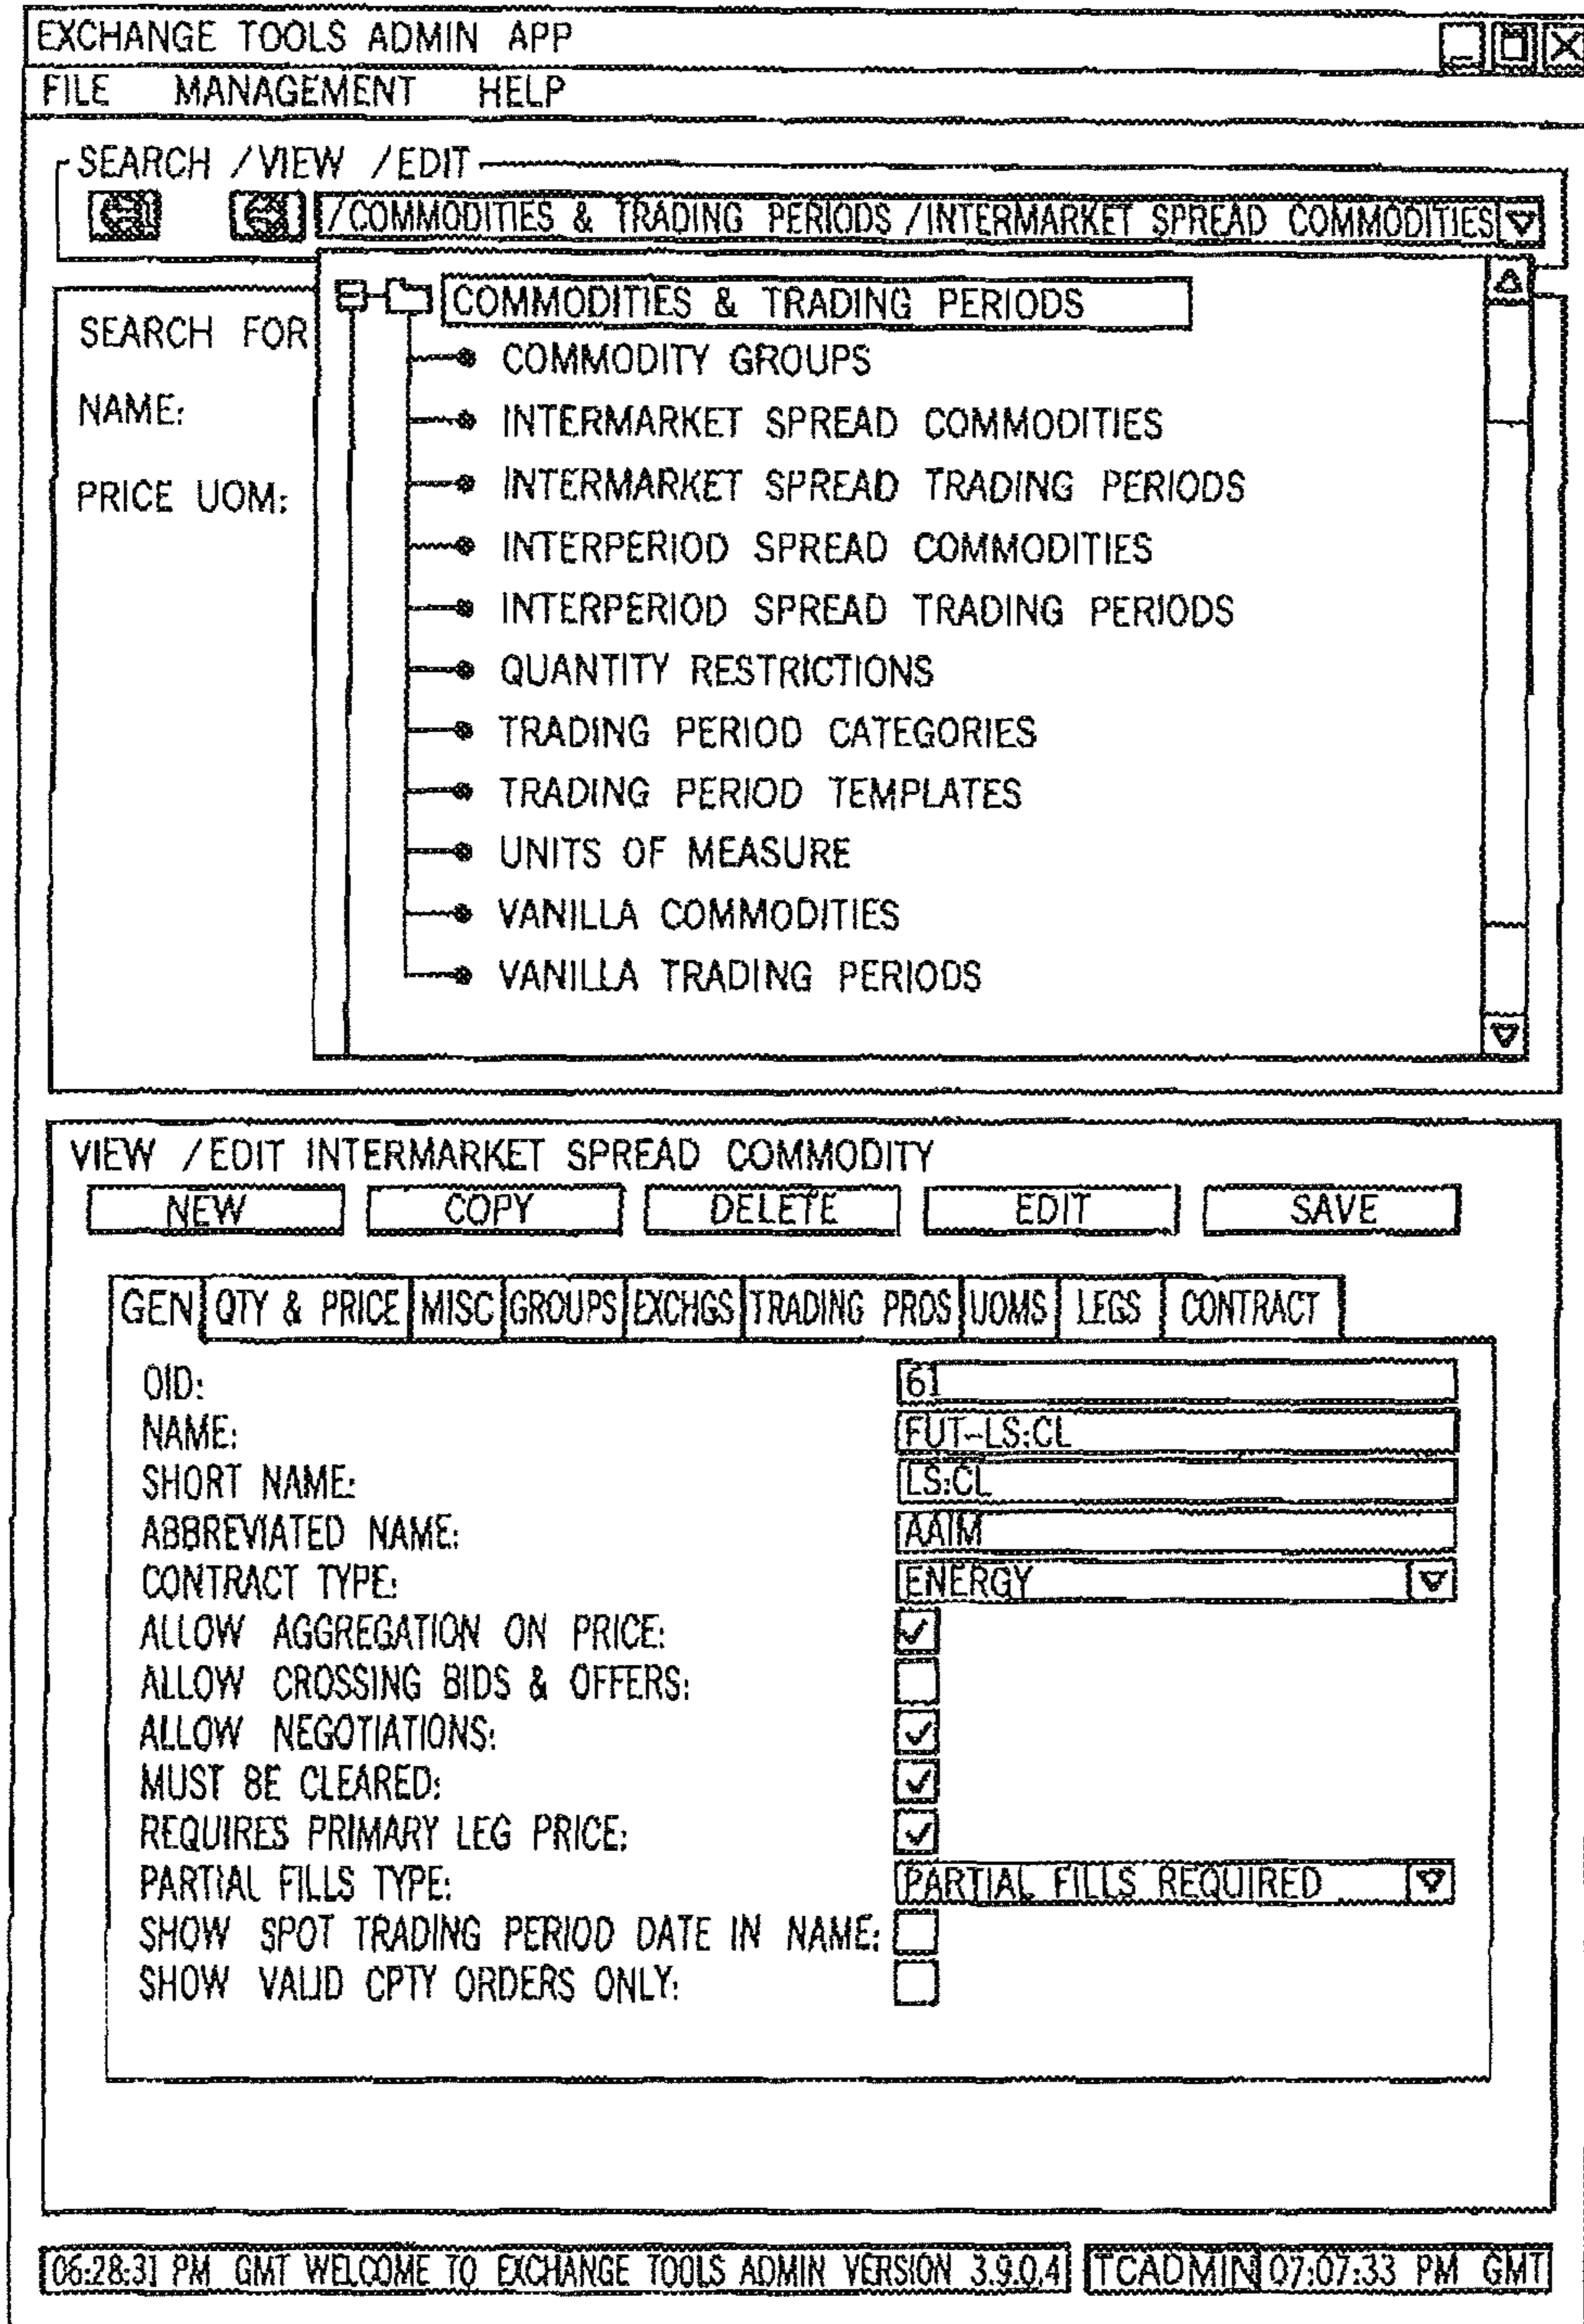 EXCHANGE TOOLS ADMIN APP
FILE MANAGEMENT HELP
SEARCH /VIEW /EDIT
/COMMODITIES & TRADING PERIODS /INTERMARKET SPREAD COMMODITIES
COMMODITIES & TRADING PERIODS
SEARCH FOR
COMMODITY GROUPS
NAME:
INTERMARKET SPREAD COMMODITIES
PRICE UOM:
INTERMARKET SPREAD TRADING PERIODS
INTERPERIOD SPREAD COMMODITIES
INTERPERIOD SPREAD TRADING PERIODS
QUANTITY RESTRICTIONS
TRADING PERIOD CATEGORIES
TRADING PERIOD TEMPLATES
UNITS OF MEASURE
VANILLA COMMODITIES
VANILLA TRADING PERIODS
VIEW /EDIT INTERMARKET SPREAD COMMODITY
NEW COPY DELETE EDIT SAVE
GEN QTY & PRICE MISC GROUPS EXCHGS TRADING PRDS UOMS LEGS CONTRACT
OID: 61
NAME: FUT-LS:CL
SHORT NAME: LS:CL
ABBREVIATED NAME: AAIM
CONTRACT TYPE: ENERGY
ALLOW AGGREGATION ON PRICE:
ALLOW CROSSING BIDS & OFFERS:
ALLOW NEGOTIATIONS:
MUST BE CLEARED:
REQUIRES PRIMARY LEG PRICE:
PARTIAL FILLS TYPE: PARTIAL FILLS REQUIRED
SHOW SPOT TRADING PERIOD DATE IN NAME:
SHOW VALID CPTY ORDERS ONLY:
06:28:31 PM GMT WELCOME TO EXCHANGE TOOLS ADMIN VERSION 3.9.0.4 TCADMIN 07:07:33 PM GMT